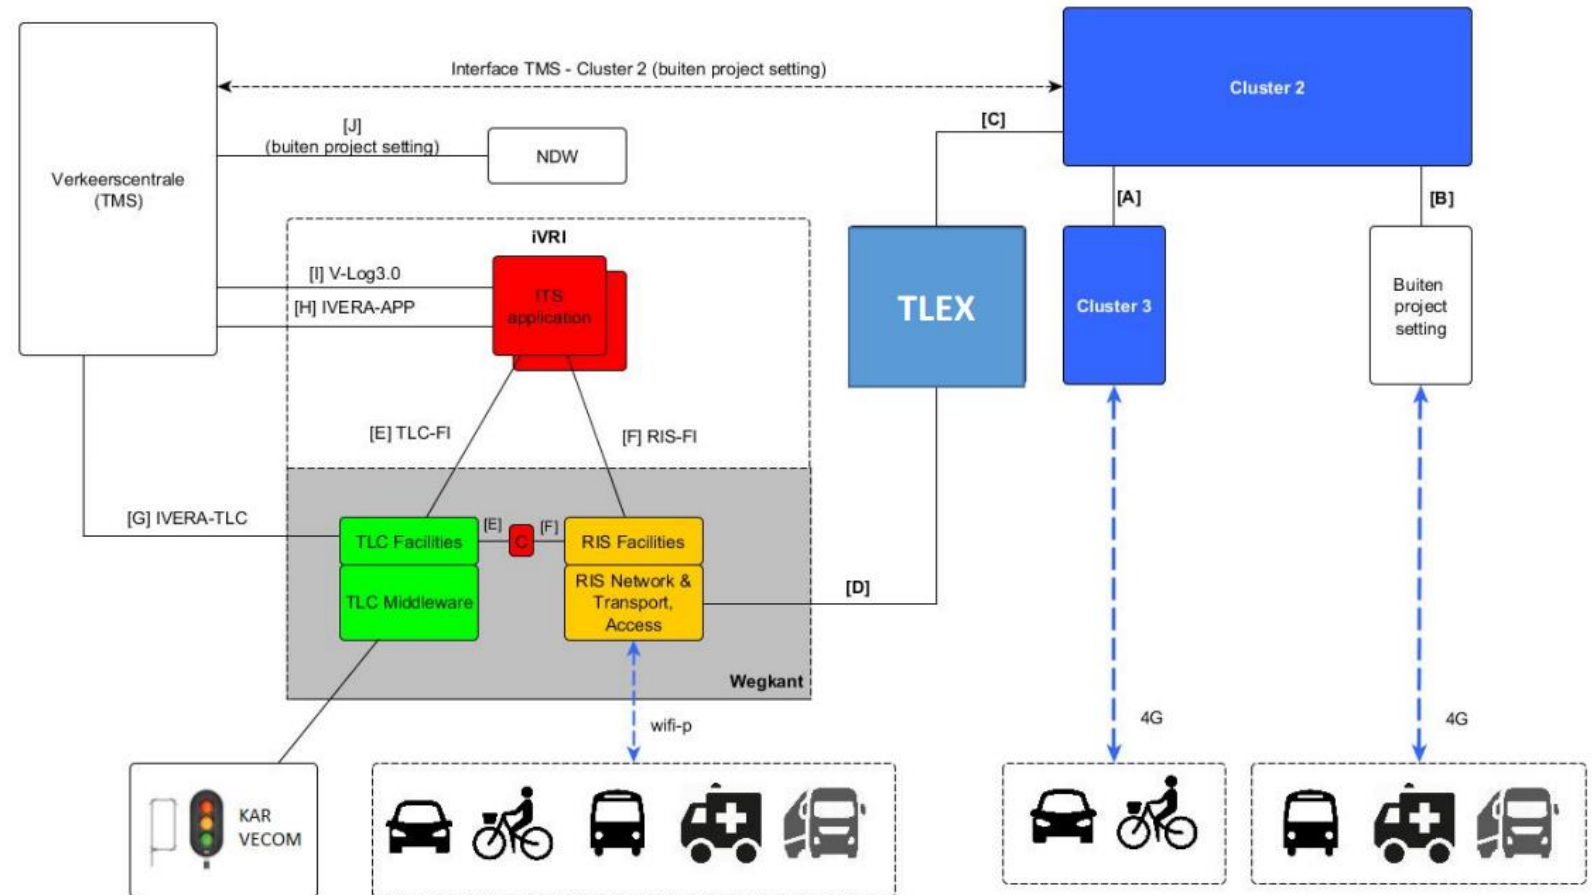 Interface TMS - Cluster 2 (buiten project setting)
Cluster 2
[C]
[J]
(buiten project setting)
NDW
Verkeerscentrale
(TMS)
[A]
[B]
iVRI
[I] V-Log3.0
[H] IVERA-APP
ITS
application
TLEX
Cluster 3
Buiten
project
setting
[E] TLC-FI
[F] RIS-FI
[G] IVERA-TLC
TLC Facilities
[E]
C
[F]
RIS Facilities
TLC Middleware
RIS Network &
Transport,
Access
[D]
Wegkant
wifi-p
4G
4G
KAR
VECOM